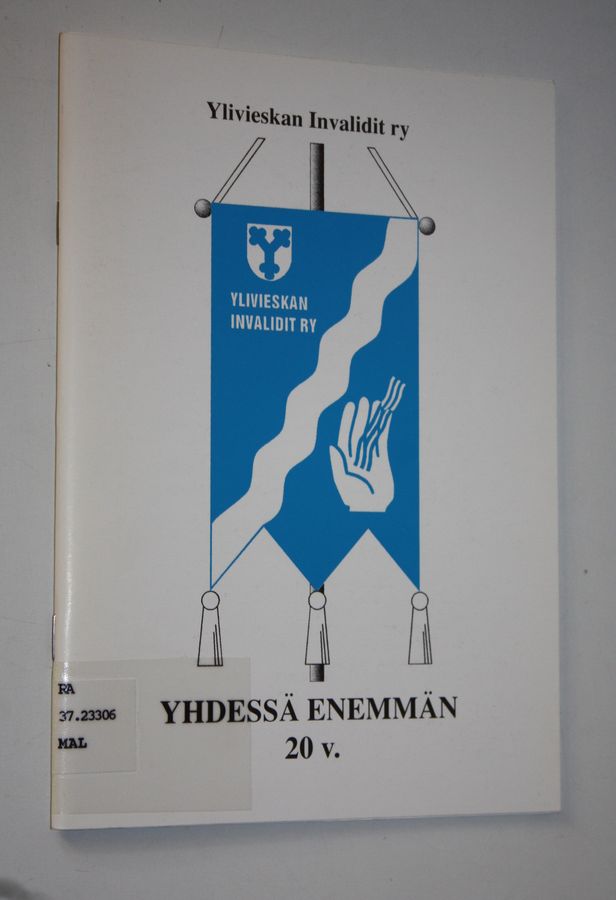 Ylivieskan Invalidit ry
YLIVIESKAN
INVALIDIT RY
RA
37.23306
MAL
YHDESSÄ ENEMMÄN
20 v.